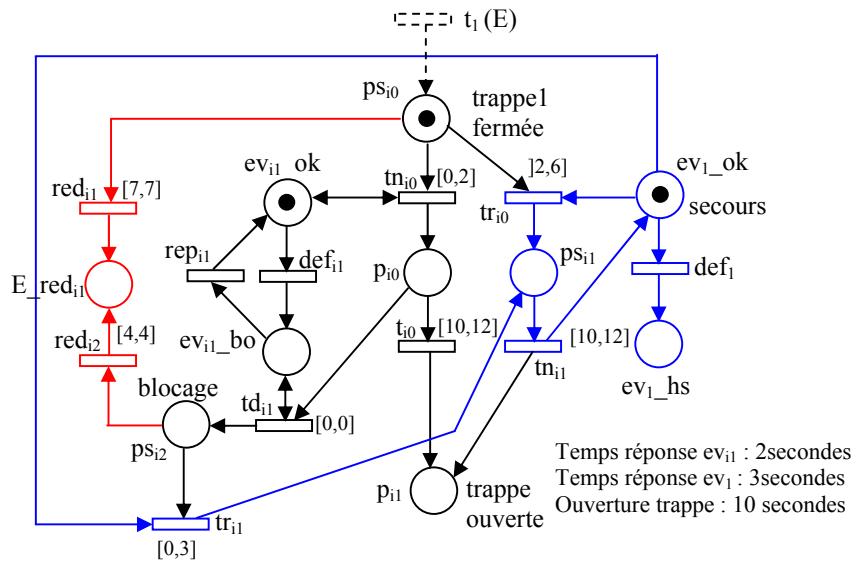 t₁ (E)
psᵢ₀
trappe1
fermée
evᵢ₁_ok
tnᵢ₀
[0,2]
]2,6]
ev₁_ok
redᵢ₁
[7,7]
trᵢ₀
secours
repᵢ₁
defᵢ₁
E_redᵢ₁
pᵢ₀
psᵢ₁
def₁
redᵢ₂
[4,4]
evᵢ₁_bo
tᵢ₀
[10,12]
[10,12]
tnᵢ₁
ev₁_hs
blocage
tdᵢ₁
[0,0]
psᵢ₂
pᵢ₁
trappe
ouverte
Temps réponse evᵢ₁ : 2secondes
Temps réponse ev₁ : 3secondes
Ouverture trappe : 10 secondes
trᵢ₁
[0,3]